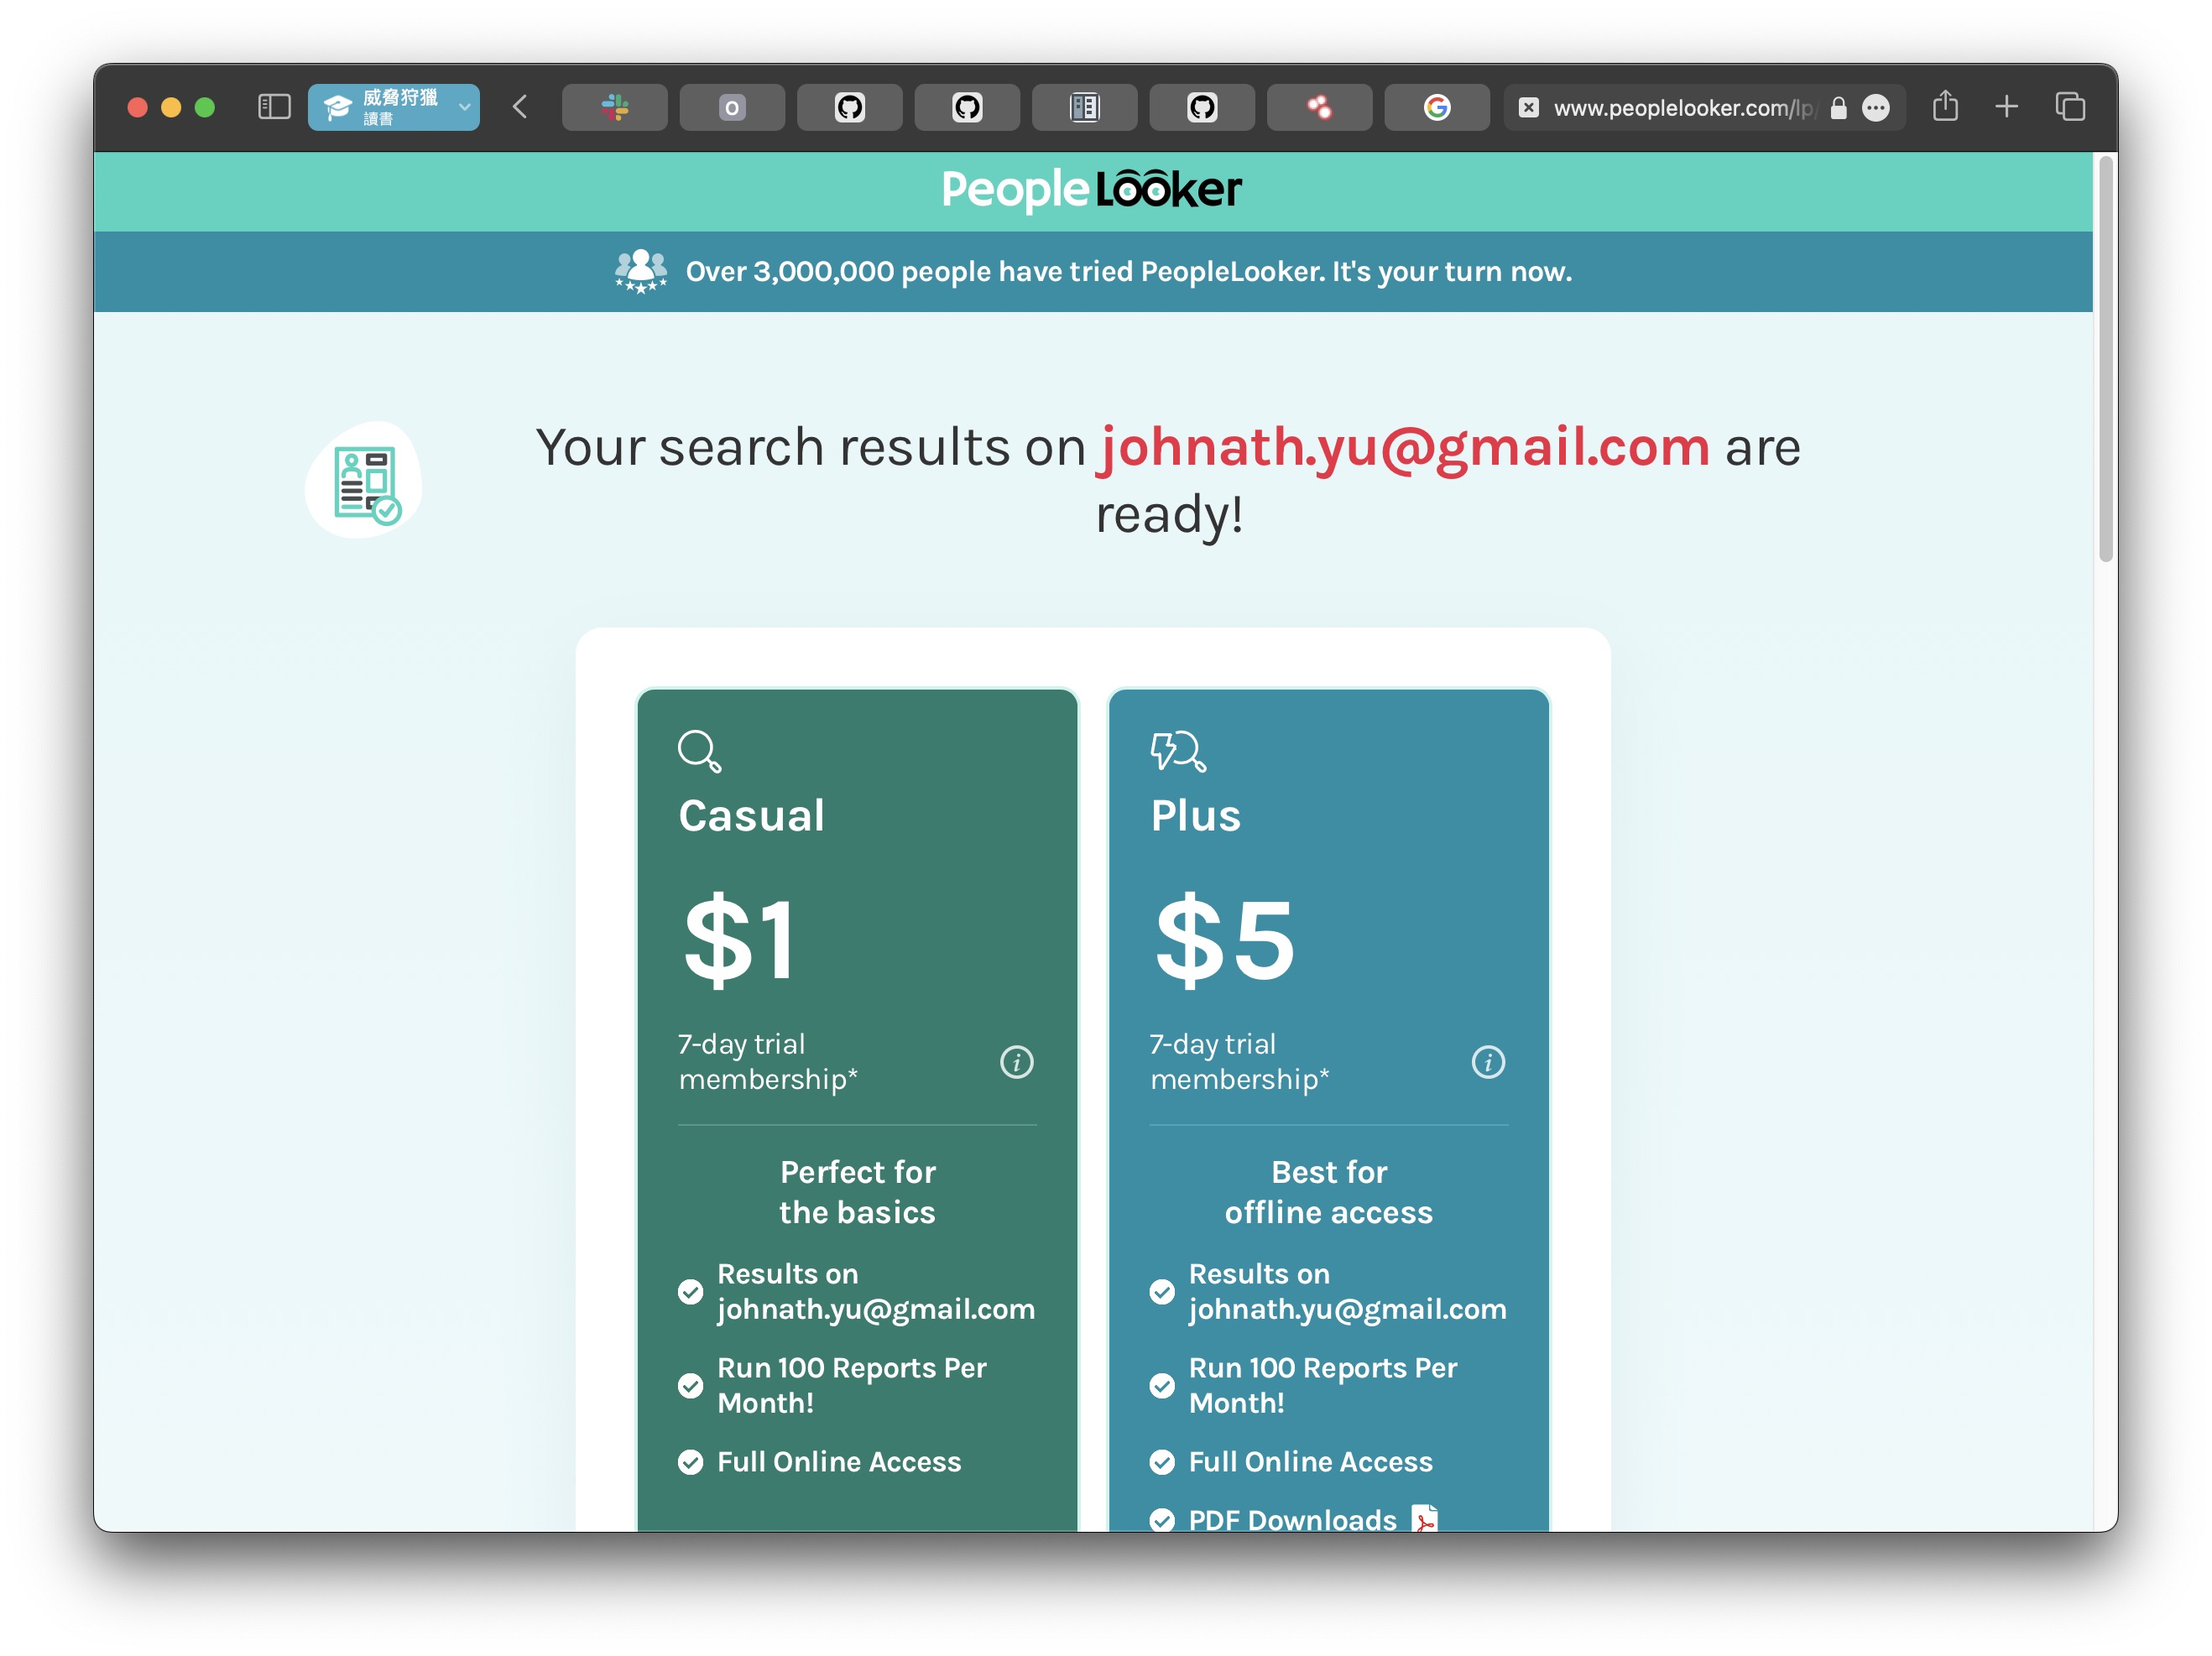 威脅狩獵
讀書
O
www.peoplelooker.com/lp/
PeopleLooker
Over 3,000,000 people have tried PeopleLooker. It's your turn now.
Your search results on johnath.yu@gmail.com are
ready!
Casual
$1
7-day trial
membership*
Perfect for
the basics
Results on
johnath.yu@gmail.com
Run 100 Reports Per
Month!
Full Online Access
Plus
$5
7-day trial
membership*
Best for
offline access
Results on
johnath.yu@gmail.com
Run 100 Reports Per
Month!
Full Online Access
PDF Downloads